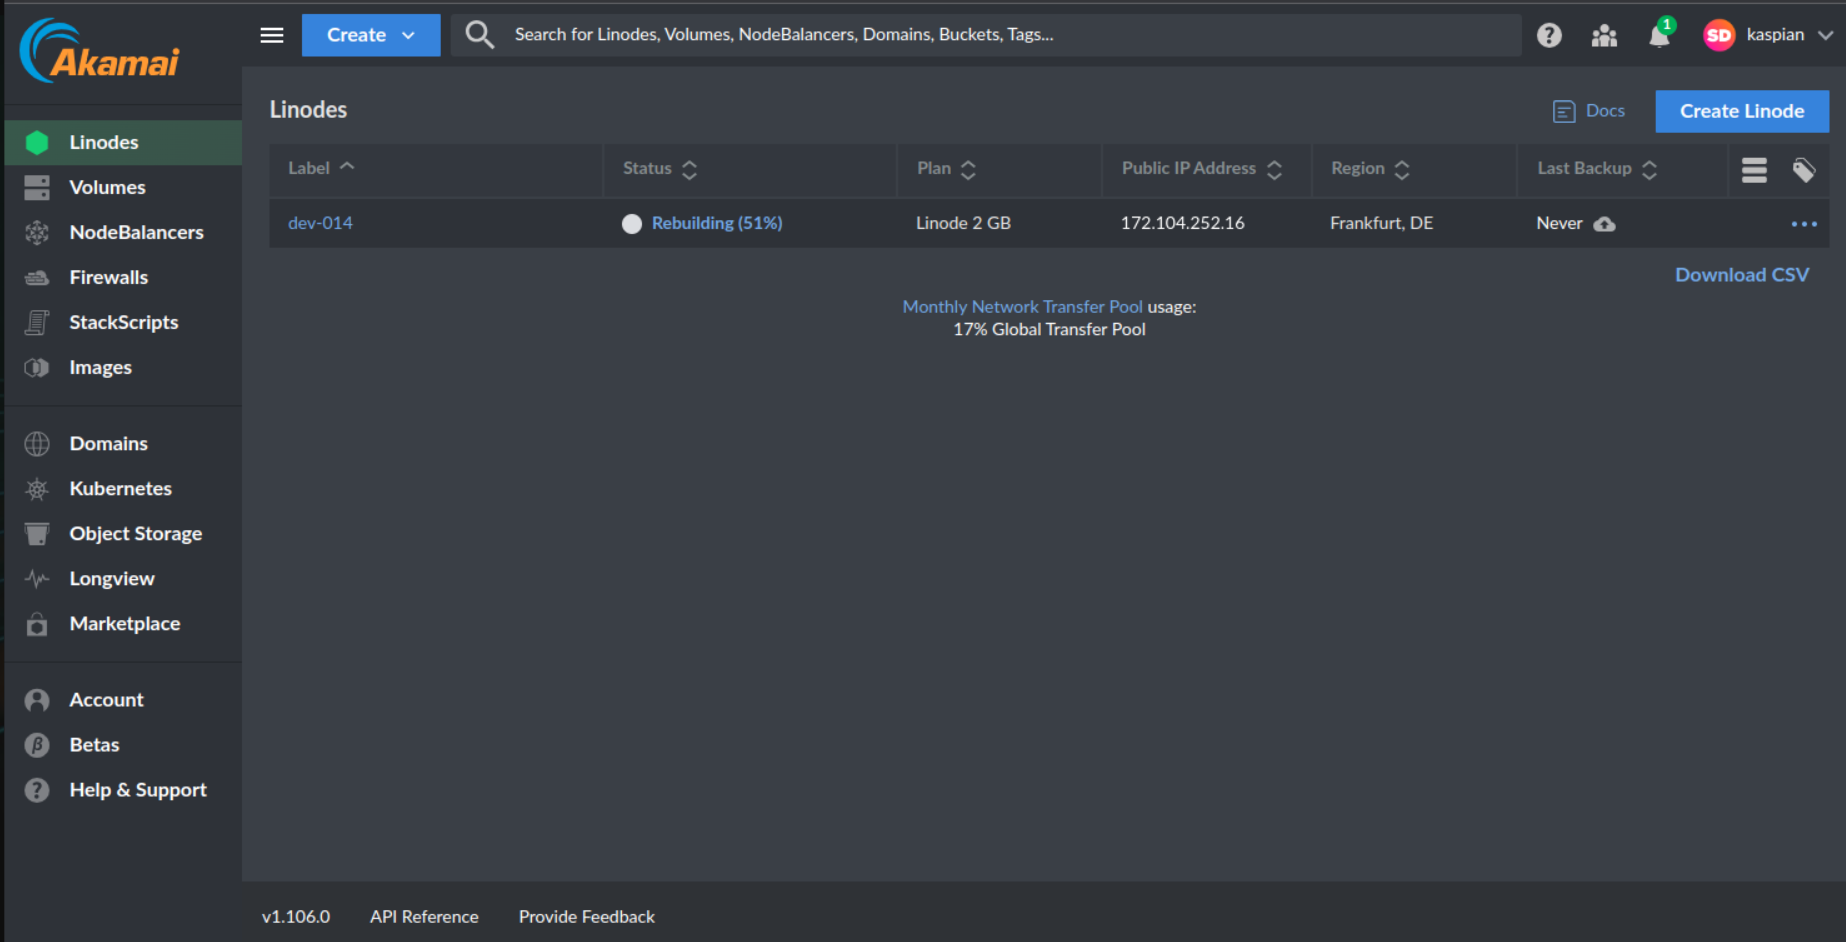 Akamai
Create
Search for Linodes, Volumes, NodeBalancers, Domains, Buckets, Tags...
?
1
SD
kaspian
Linodes
Volumes
NodeBalancers
Firewalls
StackScripts
Images
Domains
Kubernetes
Object Storage
Longview
Marketplace
Account
β
Betas
?
Help & Support
Linodes
Docs
Create Linode
Label Status Plan Public IP Address Region Last Backup
dev-014 Rebuilding (51%) Linode 2 GB 172.104.252.16 Frankfurt, DE Never
Download CSV
Monthly Network Transfer Pool usage:
17% Global Transfer Pool
v1.106.0 API Reference Provide Feedback